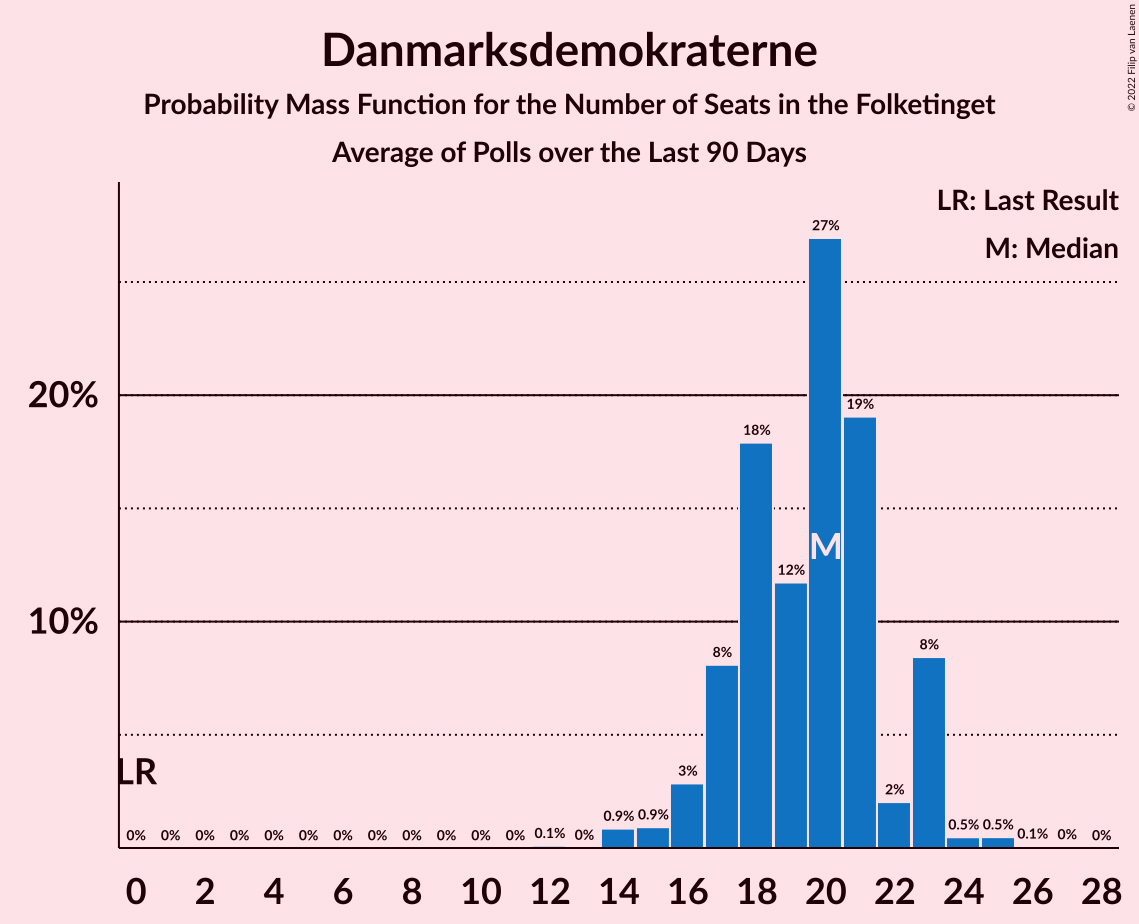 Danmarksdemokraterne
Probability Mass Function for the Number of Seats in the Folketinget
Average of Polls over the Last 90 Days
© 2022 Filip van Laenen
LR: Last Result
M: Median
27%
20%
19%
18%
M
12%
10%
8%
8%
LR
3%
2%
0% 0% 0% 0% 0% 0% 0% 0% 0% 0% 0% 0% 0.1% 0% 0.9% 0.9% 0.5% 0.5% 0.1% 0% 0%
0 2 4 6 8 10 12 14 16 18 20 22 24 26 28